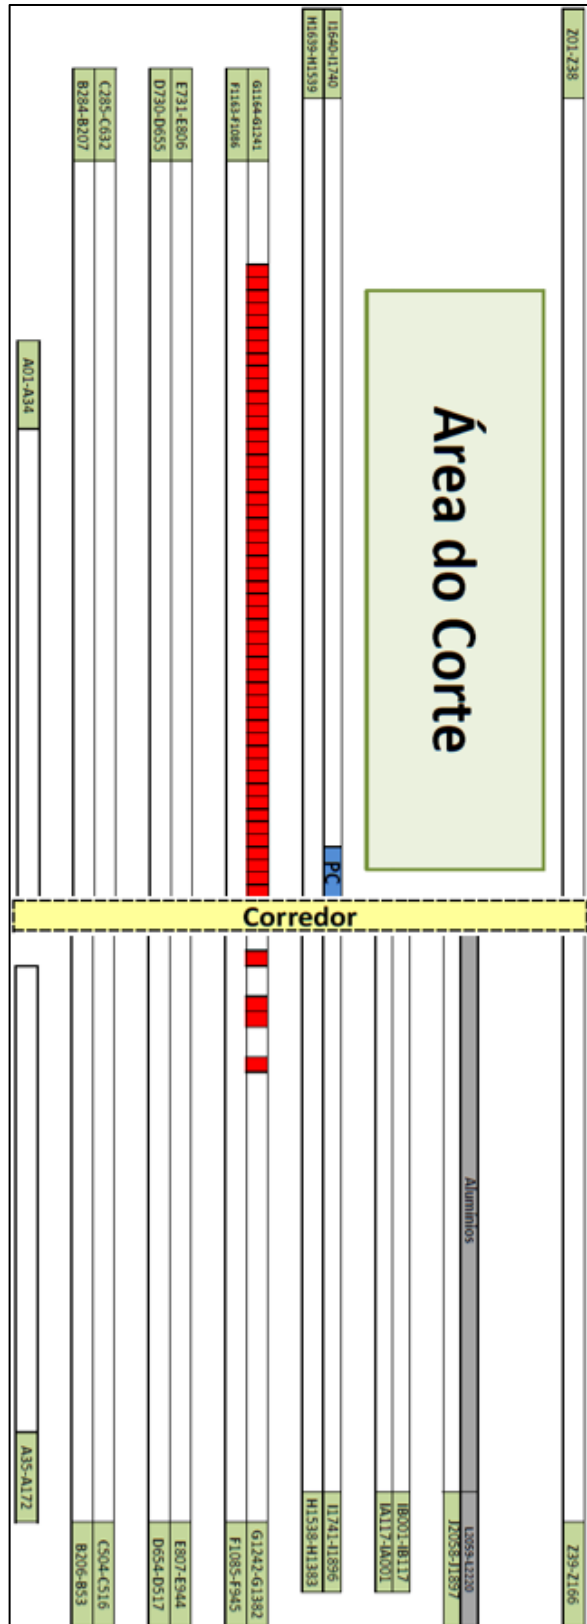 Z01-Z38
I1640-I1740
H1639-H1539
G1164-G1241
F1163-F1086
E731-E806
D730-D655
C285-C632
B284-B207
A01-A34
Área do Corte
PC
Corredor
Alumínios
Z39-Z166
L2059-L2220
J2058-J1897
IB001-IB117
IA117-IA001
I1741-I1896
H1538-H1383
G1242-G1382
F1085-F945
E807-E944
D654-D517
C504-C516
B206-B53
A35-A172